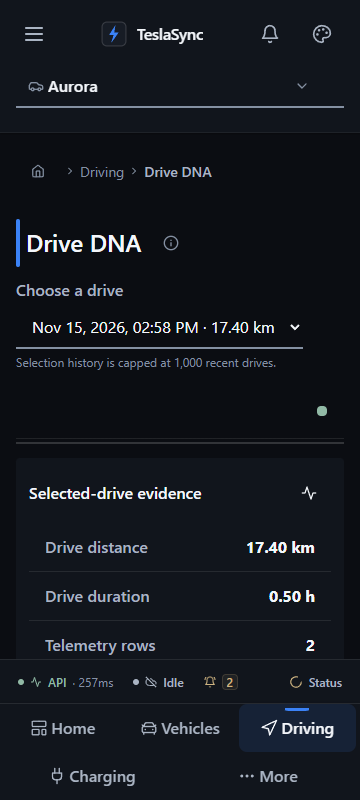 TeslaSync
Aurora
Driving Drive DNA
Drive DNA
Choose a drive
Nov 15, 2026, 02:58 PM · 17.40 km
Selection history is capped at 1,000 recent drives.
Selected-drive evidence
Drive distance 17.40 km
Drive duration 0.50 h
Telemetry rows 2
API · 257ms Idle 2 Status
Home Vehicles Driving
Charging More